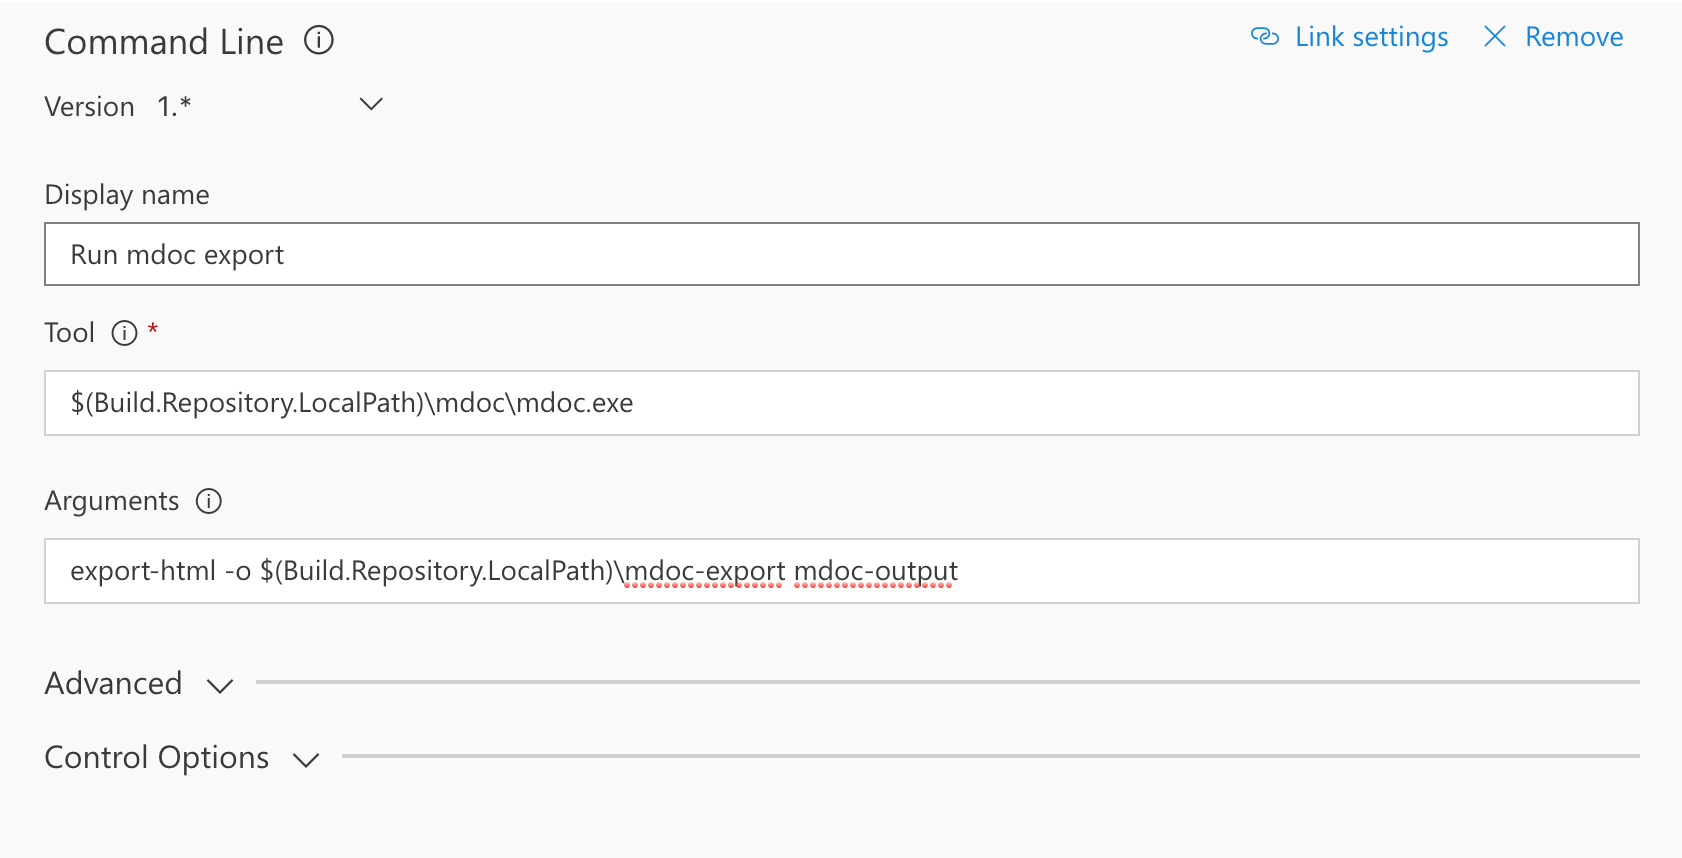 Command Line
Link settings
Remove
Version 1.*
Display name
Run mdoc export
Tool *
$(Build.Repository.LocalPath)\mdoc\mdoc.exe
Arguments
export-html -o $(Build.Repository.LocalPath)\mdoc-export mdoc-output
Advanced
Control Options